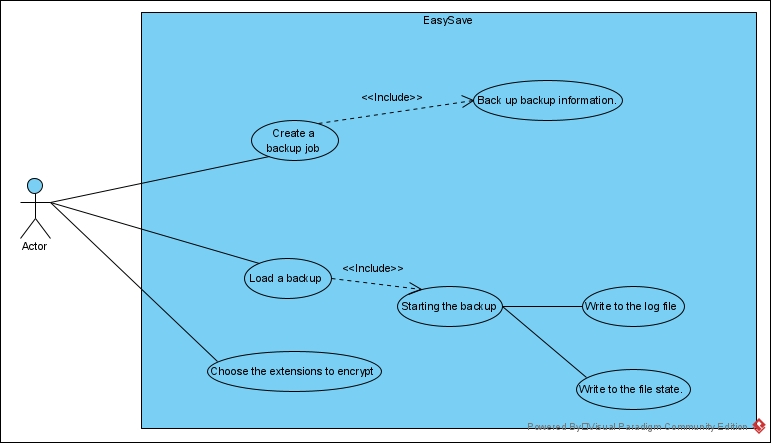 EasySave
<<Include>>
Back up backup information.
Create a
backup job
Actor
<<Include>>
Load a backup
Starting the backup
Write to the log file
Choose the extensions to encrypt
Write to the file state.
Powered By Visual Paradigm Community Edition